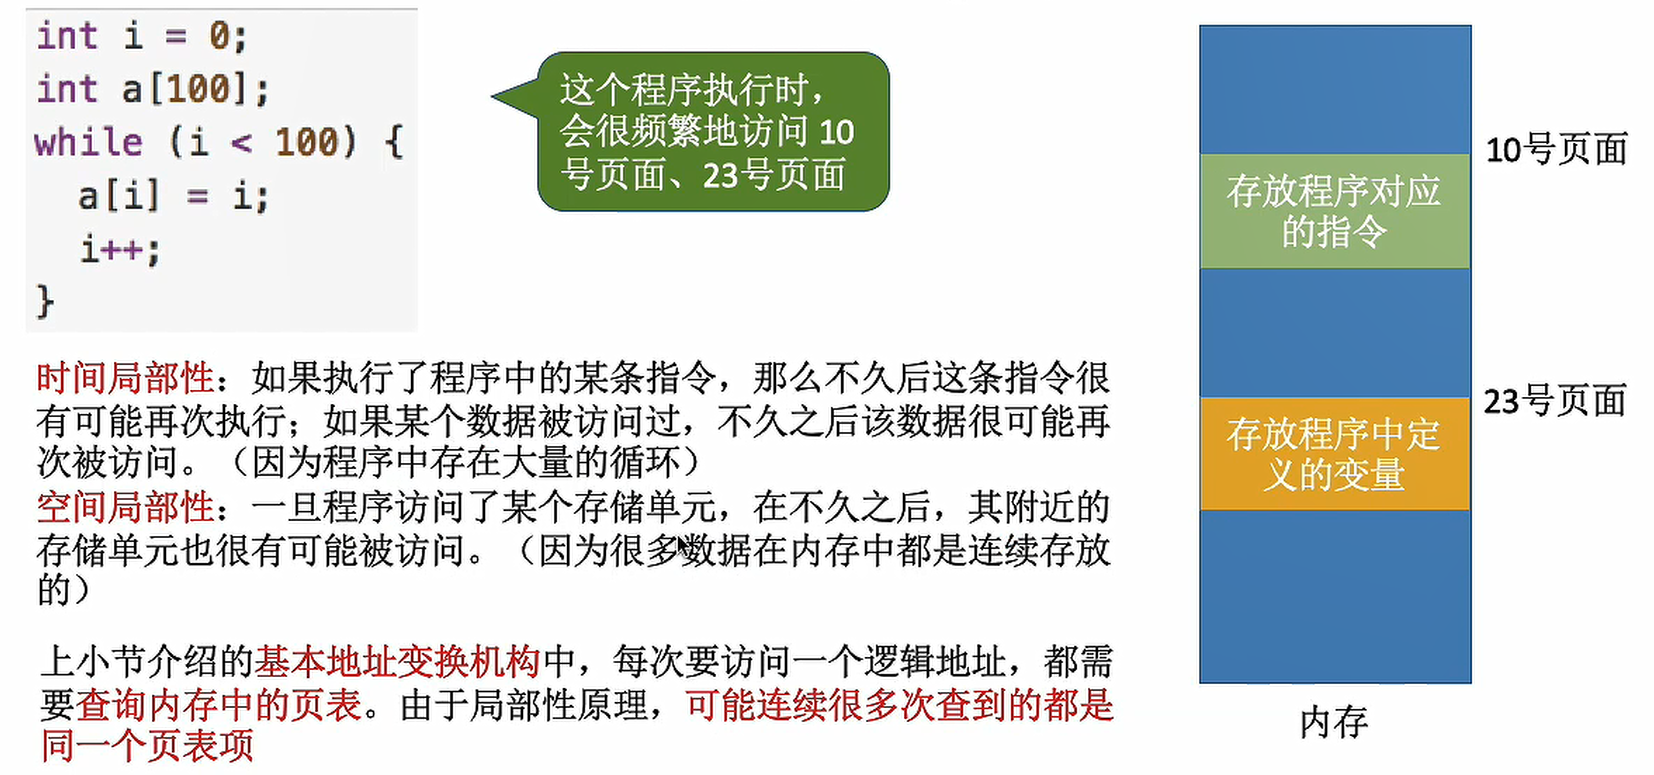 int i = 0;
int a[100];
while (i < 100) {
a[i] = i;
i++;
}
这个程序执行时，
会很频繁地访问 10
号页面、23号页面
10号页面
存放程序对应
的指令
23号页面
存放程序中定
义的变量
内存
时间局部性：如果执行了程序中的某条指令，那么不久后这条指令很
有可能再次执行；如果某个数据被访问过，不久之后该数据很可能再
次被访问。（因为程序中存在大量的循环）
空间局部性：一旦程序访问了某个存储单元，在不久之后，其附近的
存储单元也很有可能被访问。（因为很多数据在内存中都是连续存放
的）
上小节介绍的基本地址变换机构中，每次要访问一个逻辑地址，都需
要查询内存中的页表。由于局部性原理，可能连续很多次查到的都是
同一个页表项